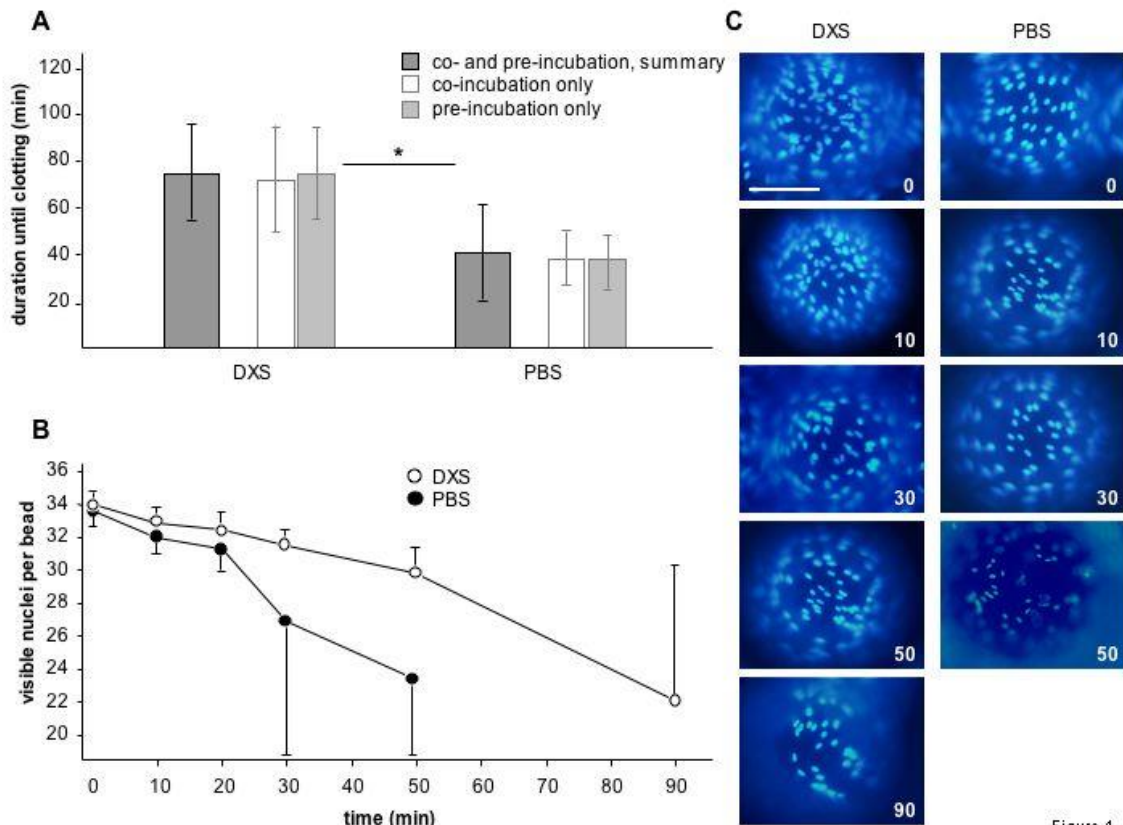 A
duration until clotting (min)
120
100
80
60
40
20
co- and pre-incubation, summary
co-incubation only
pre-incubation only
*
DXS
PBS
B
visible nuclei per bead
36
34
32
30
28
26
24
22
20
DXS
PBS
0 10 20 30 40 50 60 70 80 90
time (min)
C
DXS PBS
0 0
10 10
30 30
50 50
90